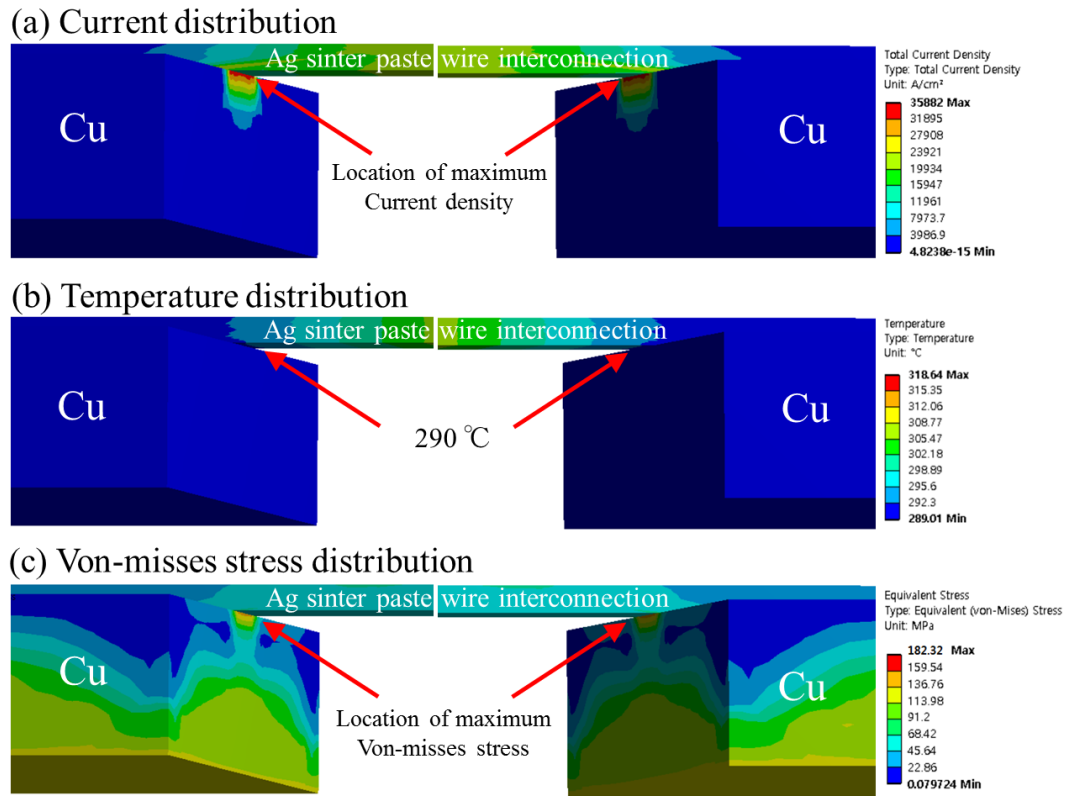 (a) Current distribution
Ag sinter paste wire interconnection
Cu
Cu
Location of maximum
Current density
Total Current Density
Type: Total Current Density
Unit: A/cm²
35882 Max
31895
27908
23921
19934
15947
11961
7973.7
3986.9
4.8238e-15 Min
(b) Temperature distribution
Ag sinter paste wire interconnection
Cu
Cu
290 ℃
Temperature
Type: Temperature
Unit: °C
318.64 Max
315.35
312.06
308.77
305.47
302.18
298.89
295.6
292.3
289.01 Min
(c) Von-misses stress distribution
Ag sinter paste wire interconnection
Cu
Cu
Location of maximum
Von-misses stress
Equivalent Stress
Type: Equivalent (von-Mises) Stress
Unit: MPa
182.32 Max
159.54
136.76
113.98
91.2
68.42
45.64
22.86
0.079724 Min